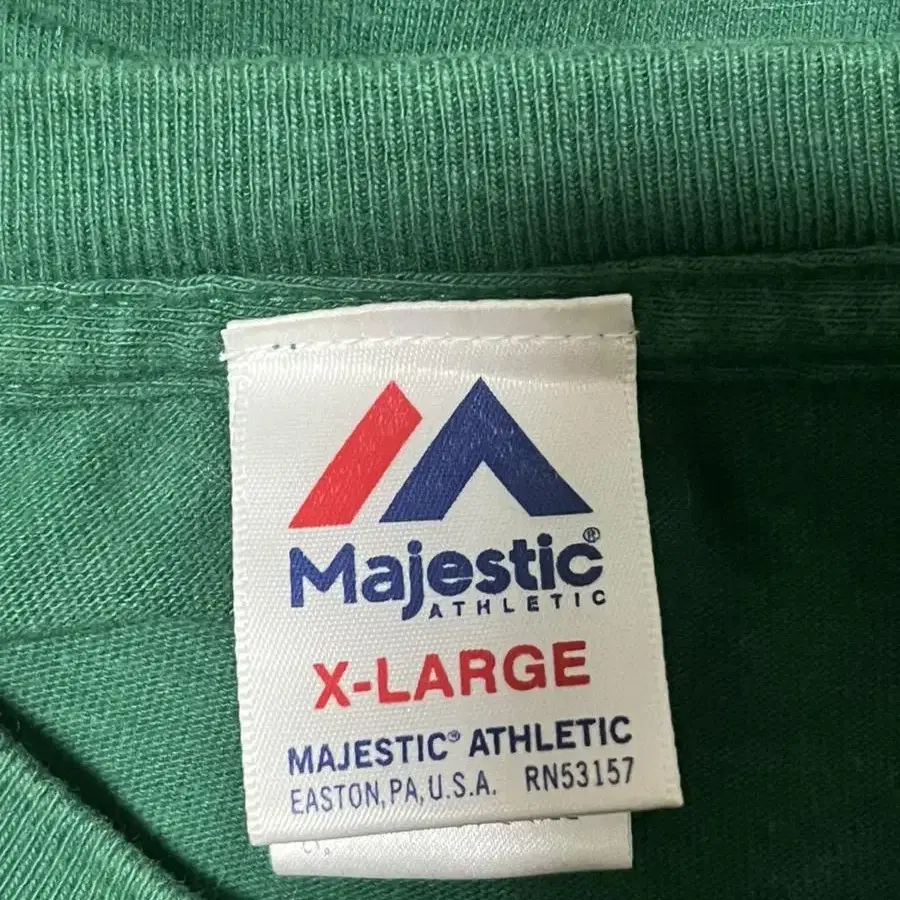 Majestic®
ATHLETIC
X-LARGE
MAJESTIC® ATHLETIC
EASTON, PA, U.S.A. RN53157